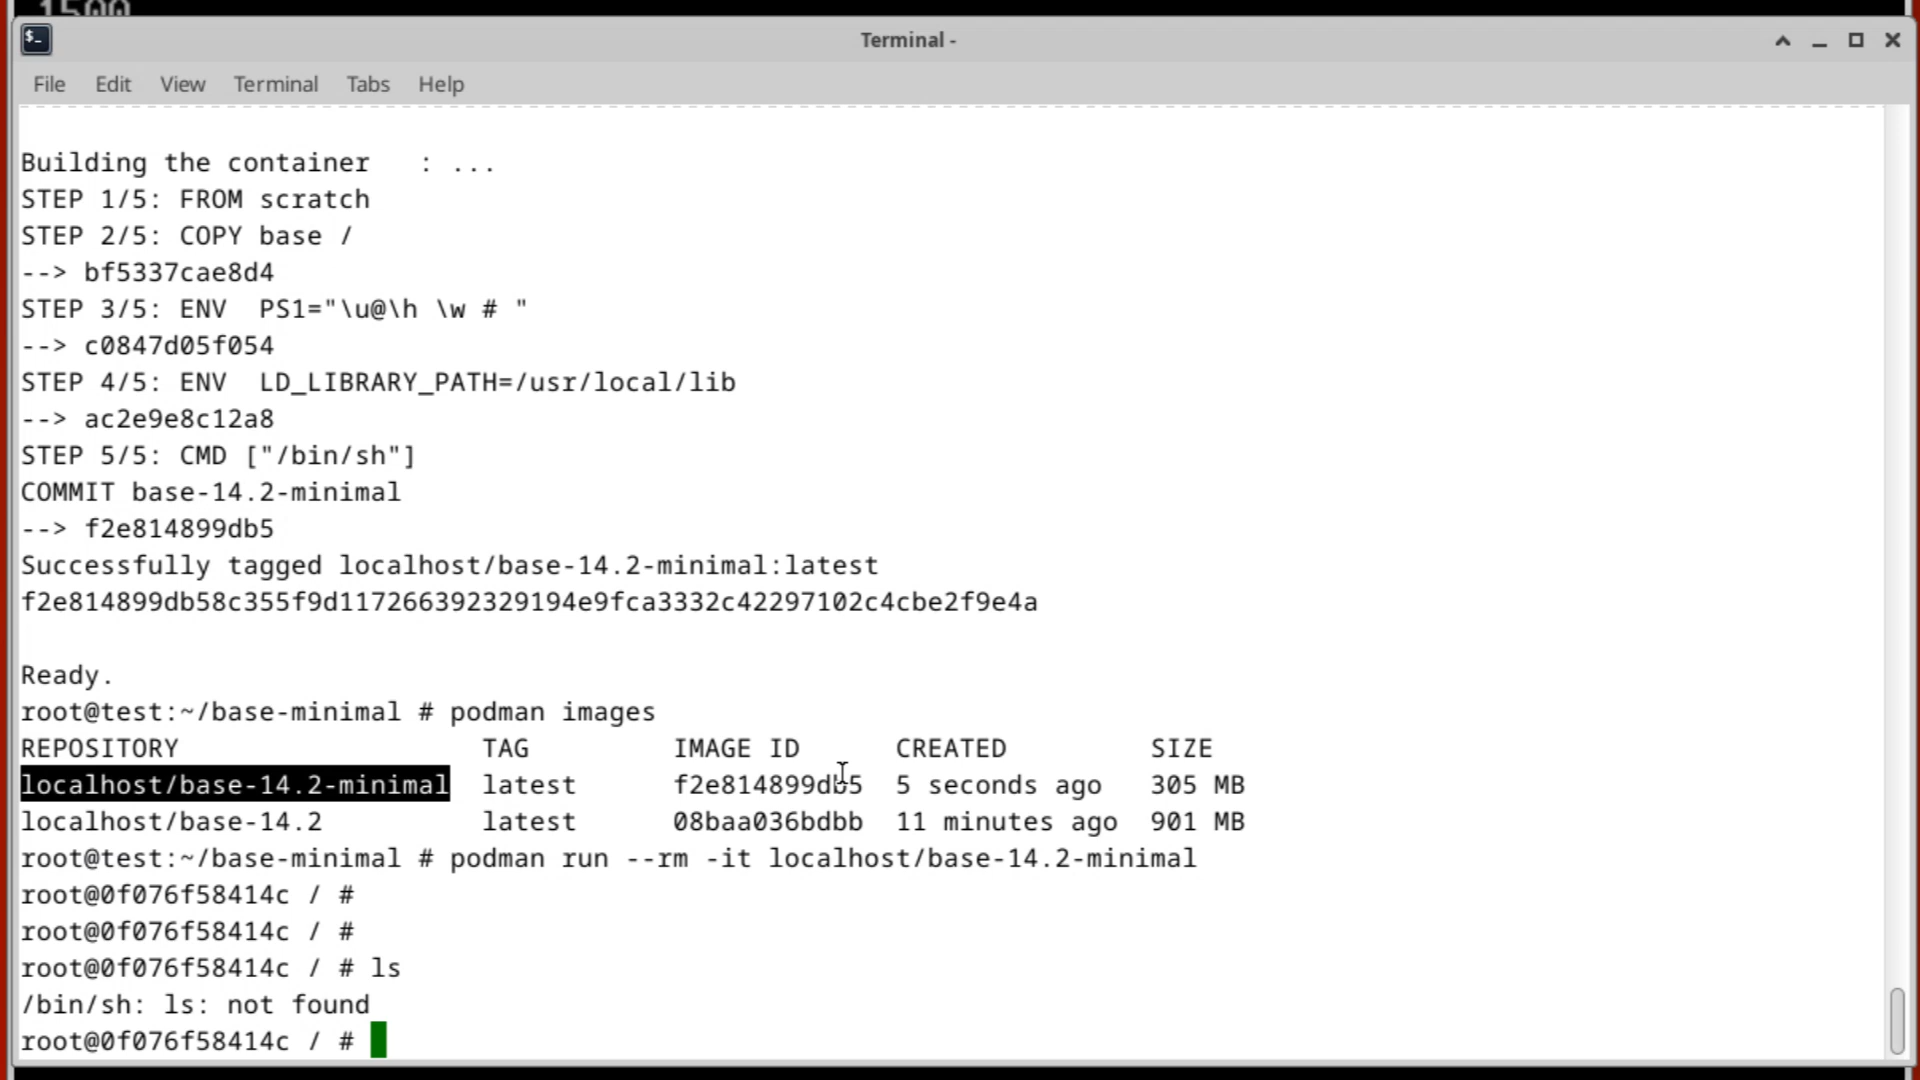 1500
Terminal -
File Edit View Terminal Tabs Help
Building the container : ...
STEP 1/5: FROM scratch
STEP 2/5: COPY base /
--> bf5337cae8d4
STEP 3/5: ENV PS1="\u@\h \w # "
--> c0847d05f054
STEP 4/5: ENV LD_LIBRARY_PATH=/usr/local/lib
--> ac2e9e8c12a8
STEP 5/5: CMD ["/bin/sh"]
COMMIT base-14.2-minimal
--> f2e814899db5
Successfully tagged localhost/base-14.2-minimal:latest
f2e814899db58c355f9d117266392329194e9fca3332c42297102c4cbe2f9e4a
Ready.
root@test:~/base-minimal # podman images
REPOSITORY TAG IMAGE ID CREATED SIZE
localhost/base-14.2-minimal latest f2e814899db5 5 seconds ago 305 MB
localhost/base-14.2 latest 08baa036bdbb 11 minutes ago 901 MB
root@test:~/base-minimal # podman run --rm -it localhost/base-14.2-minimal
root@0f076f58414c / #
root@0f076f58414c / #
root@0f076f58414c / # ls
/bin/sh: ls: not found
root@0f076f58414c / #